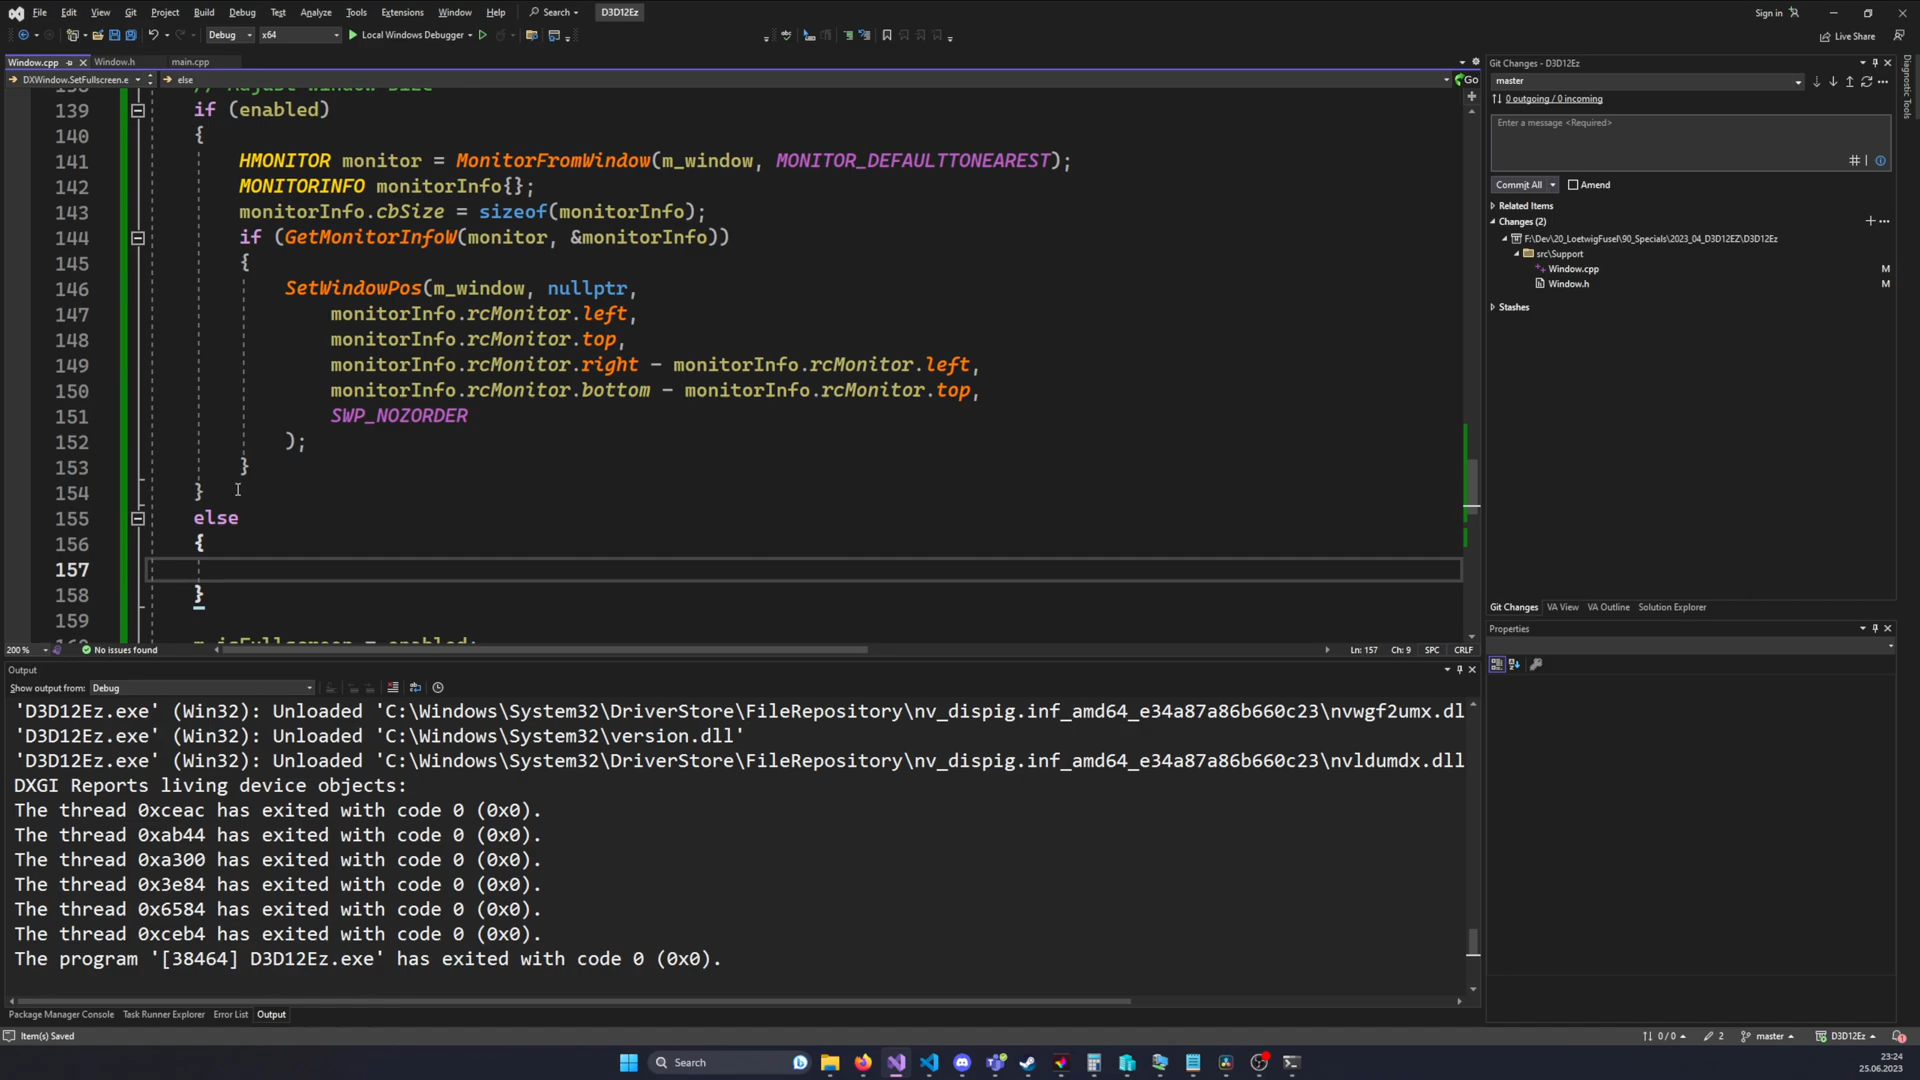 File Edit View Git Project Build Debug Test Analyze Tools Extensions Window Help Search D3D12Ez Sign in
Debug x64 Local Windows Debugger Live Share
Window.cpp Window.h main.cpp
DXWindow.SetFullscreen.e else Go
139 if (enabled)
140 {
141 HMONITOR monitor = MonitorFromWindow(m_window, MONITOR_DEFAULTTONEAREST);
142 MONITORINFO monitorInfo{};
143 monitorInfo.cbSize = sizeof(monitorInfo);
144 if (GetMonitorInfoW(monitor, &monitorInfo))
145 {
146 SetWindowPos(m_window, nullptr,
147 monitorInfo.rcMonitor.left,
148 monitorInfo.rcMonitor.top,
149 monitorInfo.rcMonitor.right - monitorInfo.rcMonitor.left,
150 monitorInfo.rcMonitor.bottom - monitorInfo.rcMonitor.top,
151 SWP_NOZORDER
152 );
153 }
154 }
155 else
156 {
157
158 }
159
200 % No issues found Ln: 157 Ch: 9 SPC CRLF
Output
Show output from: Debug
'D3D12Ez.exe' (Win32): Unloaded 'C:\Windows\System32\DriverStore\FileRepository\nv_dispig.inf_amd64_e34a87a86b660c23\nvwgf2umx.dl
'D3D12Ez.exe' (Win32): Unloaded 'C:\Windows\System32\version.dll'
'D3D12Ez.exe' (Win32): Unloaded 'C:\Windows\System32\DriverStore\FileRepository\nv_dispig.inf_amd64_e34a87a86b660c23\nvldumdx.dll
DXGI Reports living device objects:
The thread 0xceac has exited with code 0 (0x0).
The thread 0xab44 has exited with code 0 (0x0).
The thread 0xa300 has exited with code 0 (0x0).
The thread 0x3e84 has exited with code 0 (0x0).
The thread 0x6584 has exited with code 0 (0x0).
The thread 0xceb4 has exited with code 0 (0x0).
The program '[38464] D3D12Ez.exe' has exited with code 0 (0x0).
Package Manager Console Task Runner Explorer Error List Output
Git Changes - D3D12Ez
master
0 outgoing / 0 incoming
Enter a message <Required>
Commit All Amend
Related Items
Changes (2)
F:\Dev\20_LoetwigFusel\90_Specials\2023_04_D3D12EZ\D3D12Ez
src\Support
Window.cpp M
Window.h M
Stashes
Git Changes VA View VA Outline Solution Explorer
Properties
Diagnostic Tools
Item(s) Saved 0 / 0 2 master D3D12Ez
Search
23:24
25.06.2023